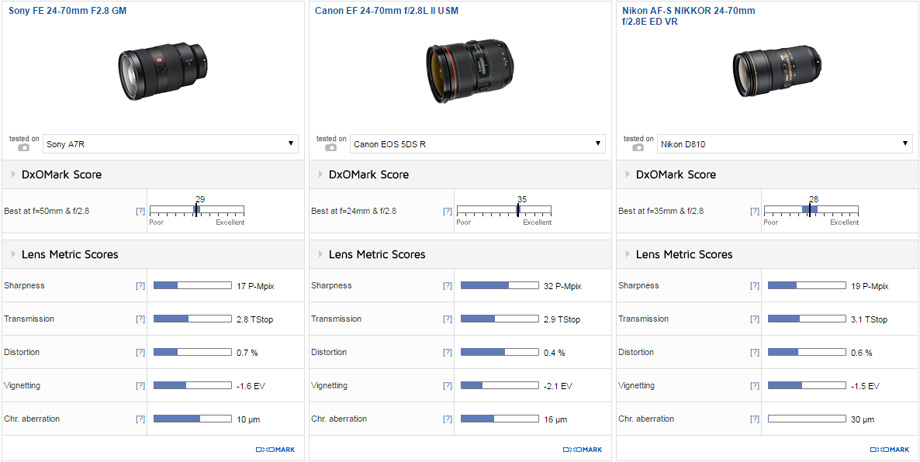 Sony FE 24-70mm F2.8 GM
tested on
Sony A7R
DxOMark Score
Best at f=50mm & f/2.8
[?]
29
Poor
Excellent
Lens Metric Scores
Sharpness [?] 17 P-Mpix
Transmission [?] 2.8 TStop
Distortion [?] 0.7 %
Vignetting [?] -1.6 EV
Chr. aberration [?] 10 µm
DXOMARK
Canon EF 24-70mm f/2.8L II USM
tested on
Canon EOS 5DS R
DxOMark Score
Best at f=24mm & f/2.8
[?]
35
Poor
Excellent
Lens Metric Scores
Sharpness [?] 32 P-Mpix
Transmission [?] 2.9 TStop
Distortion [?] 0.4 %
Vignetting [?] -2.1 EV
Chr. aberration [?] 16 µm
DXOMARK
Nikon AF-S NIKKOR 24-70mm
f/2.8E ED VR
tested on
Nikon D810
DxOMark Score
Best at f=35mm & f/2.8
[?]
28
Poor
Excellent
Lens Metric Scores
Sharpness [?] 19 P-Mpix
Transmission [?] 3.1 TStop
Distortion [?] 0.6 %
Vignetting [?] -1.5 EV
Chr. aberration [?] 30 µm
DXOMARK